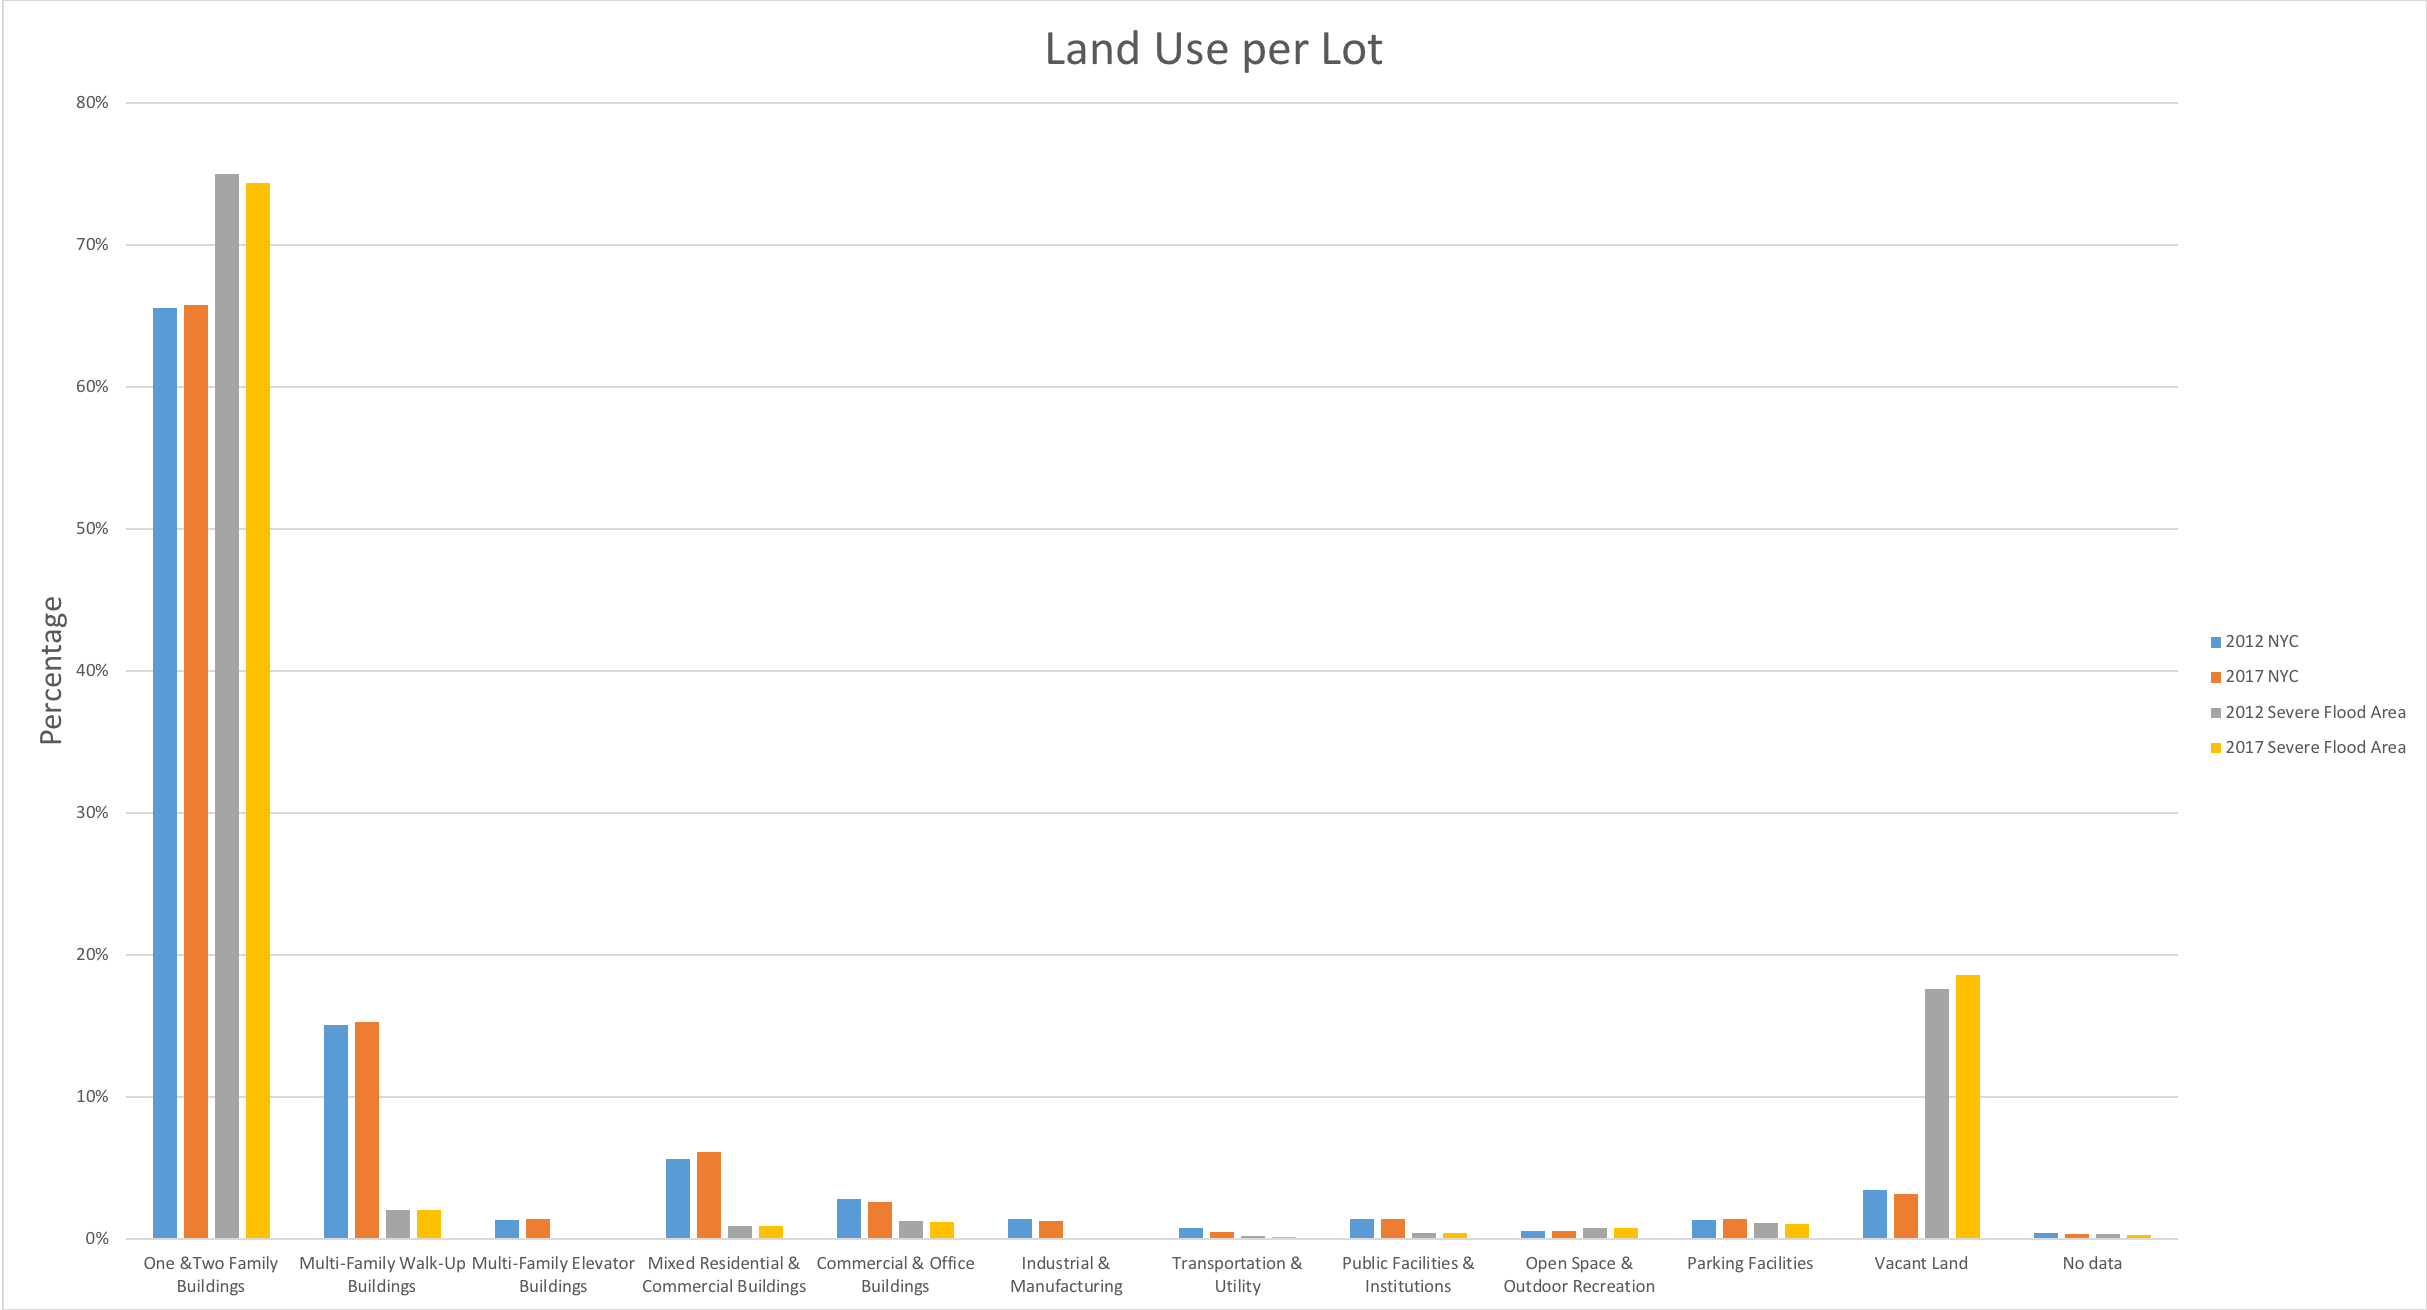 Land Use per Lot
80%
70%
60%
50%
40%
30%
20%
10%
0%
Percentage
One &Two Family
Buildings
Multi-Family Walk-Up
Buildings
Multi-Family Elevator
Buildings
Mixed Residential &
Commercial Buildings
Commercial & Office
Buildings
Industrial &
Manufacturing
Transportation &
Utility
Public Facilities &
Institutions
Open Space &
Outdoor Recreation
Parking Facilities
Vacant Land
No data
2012 NYC
2017 NYC
2012 Severe Flood Area
2017 Severe Flood Area